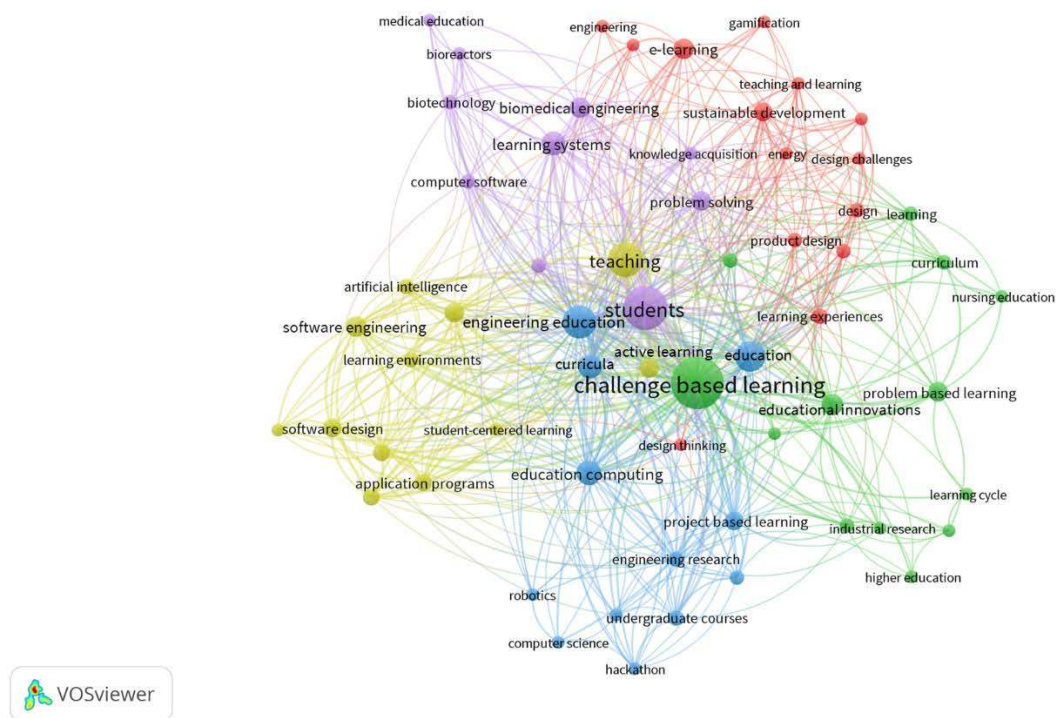 medical education
engineering
gamification
bioreactors
e-learning
teaching and learning
biotechnology
biomedical engineering
sustainable development
learning systems
knowledge acquisition
energy
design challenges
computer software
problem solving
design
learning
product design
teaching
curriculum
artificial intelligence
students
nursing education
software engineering
engineering education
learning experiences
learning environments
curricula
active learning
education
challenge based learning
problem based learning
educational innovations
software design
student-centered learning
design thinking
application programs
education computing
learning cycle
project based learning
industrial research
engineering research
higher education
robotics
undergraduate courses
computer science
hackathon
VOSviewer